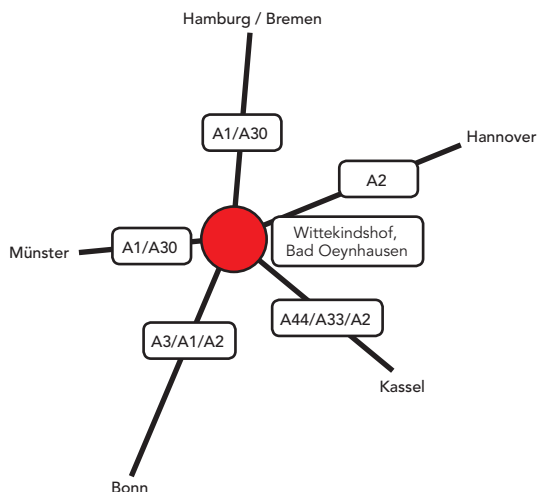 Hamburg / Bremen
A1/A30
Hannover
A2
Wittekindshof,
Bad Oeynhausen
Münster
A1/A30
A44/A33/A2
A3/A1/A2
Kassel
Bonn